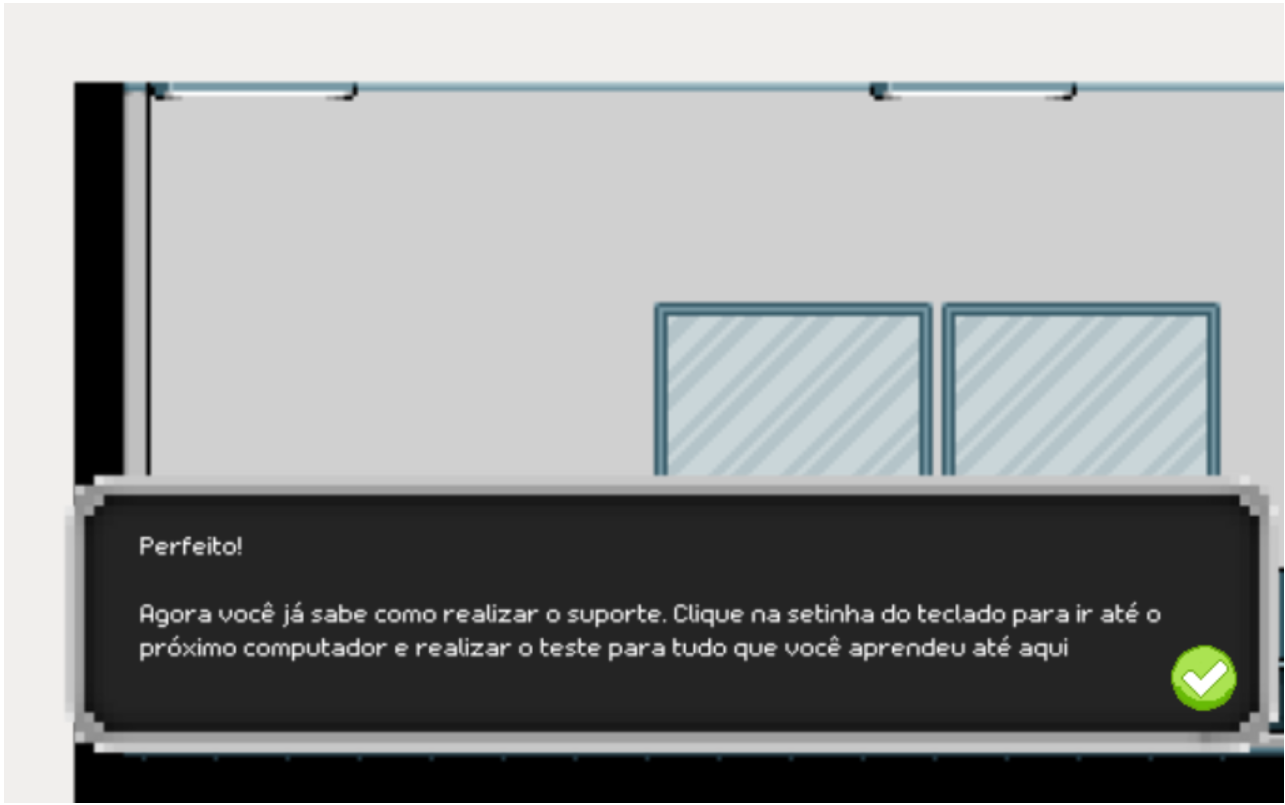 Perfeito!
Agora você já sabe como realizar o suporte. Clique na setinha do teclado para ir até o
próximo computador e realizar o teste para tudo que você aprendeu até aqui